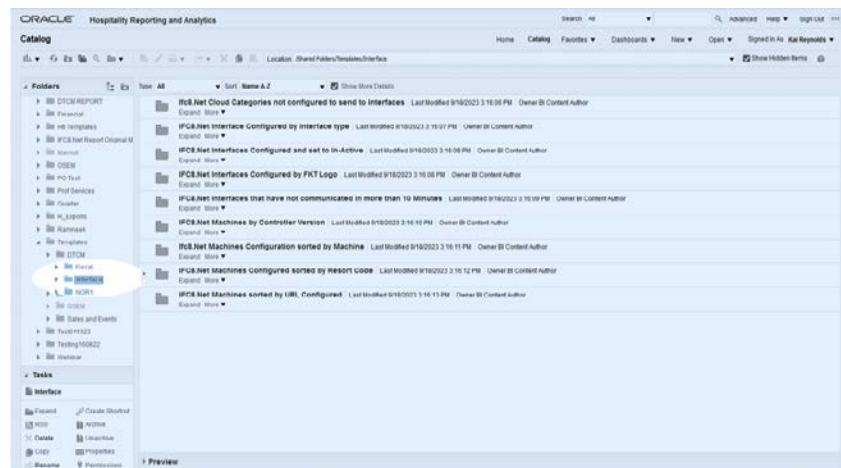 ORACLE Hospitality Reporting and Analytics Search All Advanced Help Sign Out
Catalog Home Catalog Favorites Dashboards New Open Signed In As Kai Reynolds
Location /Shared Folders/Templates/Interface Show Hidden Items
Folders Type All Sort Name A-Z Show More Details
DTCM REPORT
Financial
HB Templates
IFC8.Net Report Original M
OSEM
PO Test
Prof Services
Quarter
R_Exports
Ramneek
Templates
DTCM
Fiscal
Interface
NOR1
OSEM
Sales and Events
Test011323
Testing160822
Webinar
Ifc8.Net Cloud Categories not configured to send to Interfaces Last Modified 9/18/2023 3:16:06 PM Owner BI Content Author
Expand More
IFC8.Net Interface Configured by Interface type Last Modified 9/18/2023 3:16:07 PM Owner BI Content Author
Expand More
IFC8.Net Interfaces Configured and set to In-Active Last Modified 9/18/2023 3:16:08 PM Owner BI Content Author
Expand More
IFC8.Net Interfaces Configured by FKT Logo Last Modified 9/18/2023 3:16:08 PM Owner BI Content Author
Expand More
IFC8.Net Interfaces that have not communicated in more than 10 Minutes Last Modified 9/18/2023 3:16:09 PM Owner BI Content Author
Expand More
IFC8.Net Machines by Controller Version Last Modified 9/18/2023 3:16:10 PM Owner BI Content Author
Expand More
Ifc8.Net Machines Configuration sorted by Machine Last Modified 9/18/2023 3:16:11 PM Owner BI Content Author
Expand More
IFC8.Net Machines Configured sorted by Resort Code Last Modified 9/18/2023 3:16:12 PM Owner BI Content Author
Expand More
IFC8.Net Machines sorted by URL Configured Last Modified 9/18/2023 3:16:13 PM Owner BI Content Author
Expand More
Tasks
Interface
Expand Create Shortcut
RSS Archive
Delete Unarchive
Copy Properties
Rename Permissions
Preview